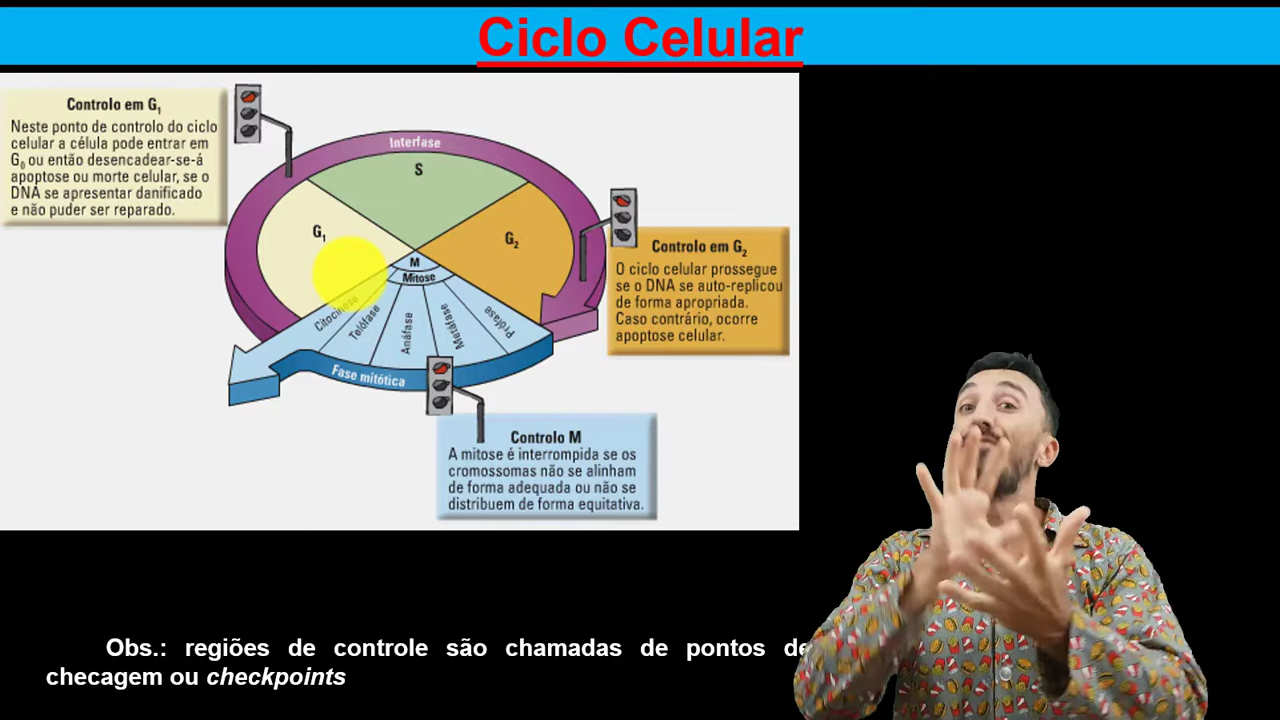 Ciclo Celular
Controlo em G₁
Neste ponto de controlo do ciclo
celular a célula pode entrar em
G₀ ou então desencadear-se-á
apoptose ou morte celular, se o
DNA se apresentar danificado
e não puder ser reparado.
Interfase
S
G₁
G₂
M
Mitose
Citocinese
Telófase
Anáfase
Metáfase
Prófase
Fase mitótica
Controlo em G₂
O ciclo celular prossegue
se o DNA se auto-replicou
de forma apropriada.
Caso contrário, ocorre
apoptose celular.
Controlo M
A mitose é interrompida se os
cromossomas não se alinham
de forma adequada ou não se
distribuem de forma equitativa.
Obs.: regiões de controle são chamadas de pontos de
checagem ou checkpoints